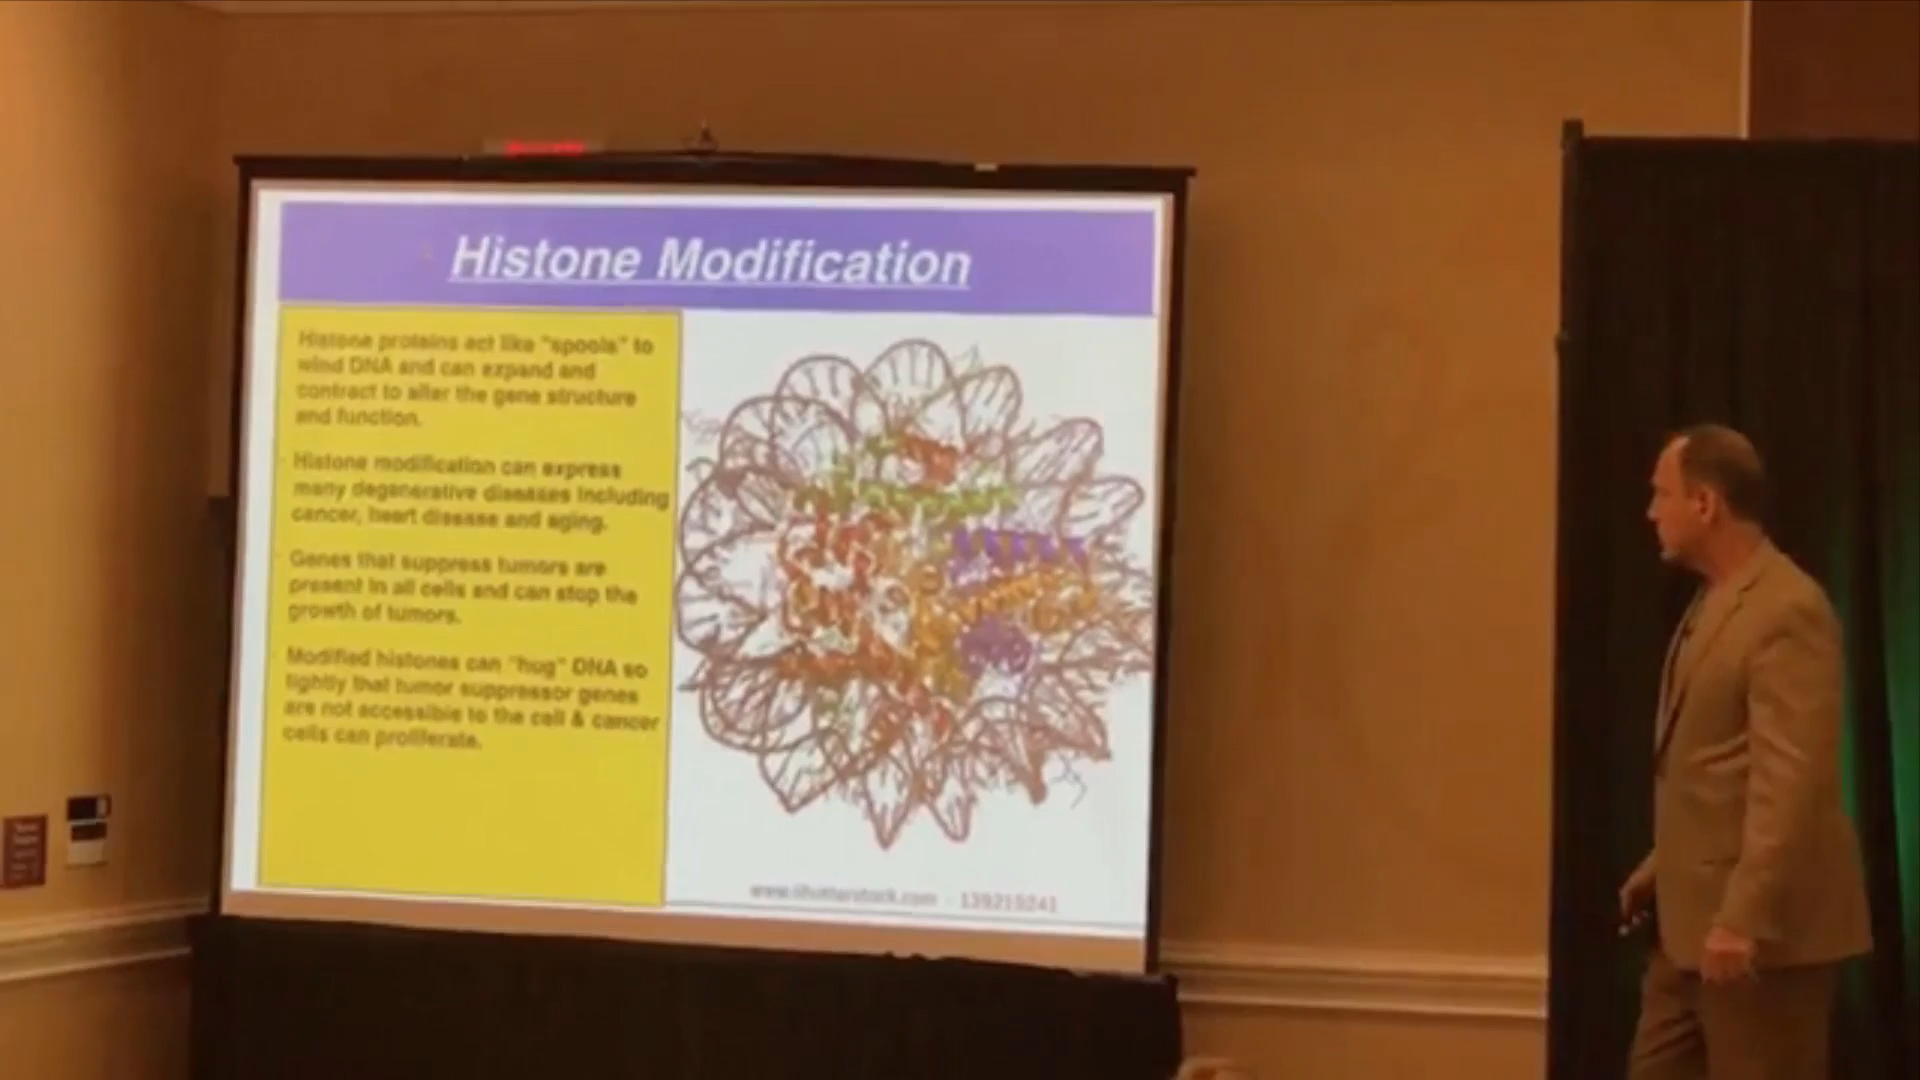 Histone Modification
Histone proteins act like "spools" to
wind DNA and can expand and
contract to alter the gene structure
and function.
Histone modification can express
many degenerative diseases including
cancer, heart disease and aging.
Genes that suppress tumors are
present in all cells and can stop the
growth of tumors.
Modified histones can "hug" DNA so
tightly that tumor suppressor genes
are not accessible to the cell & cancer
cells can proliferate.
www.shutterstock.com · 139219241